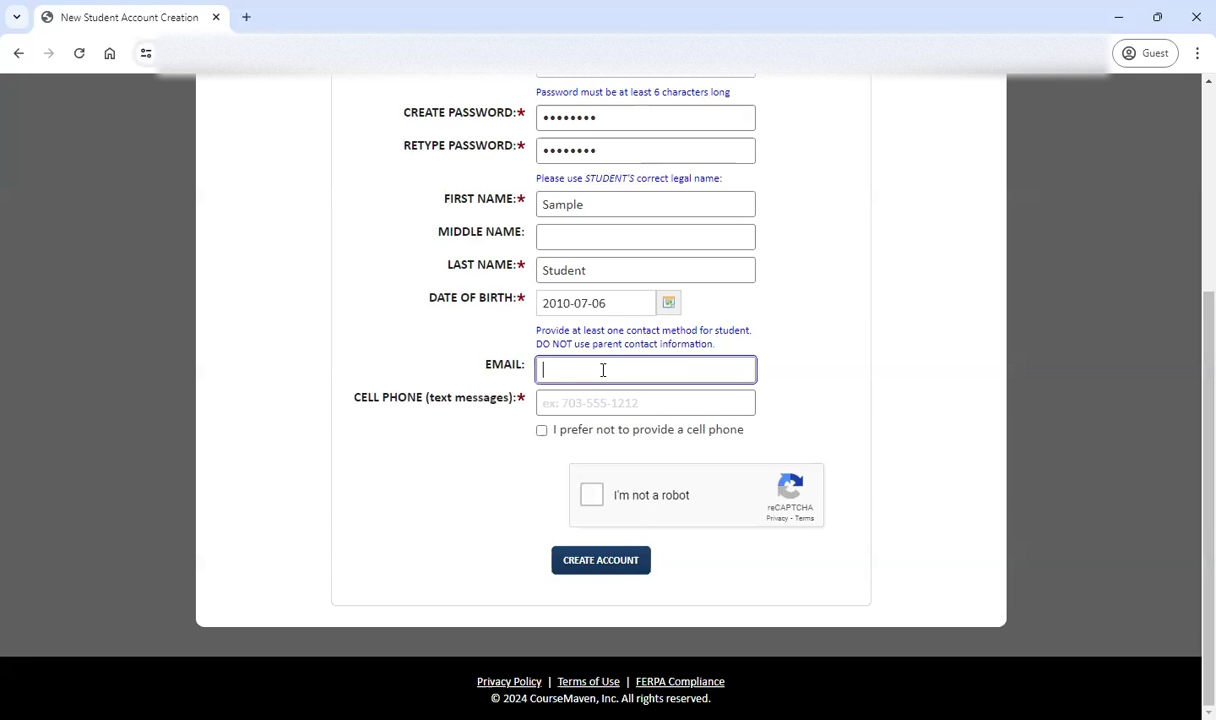 New Student Account Creation
Guest
Password must be at least 6 characters long
CREATE PASSWORD:*
••••••••
RETYPE PASSWORD:*
••••••••
Please use STUDENT'S correct legal name:
FIRST NAME:*
Sample
MIDDLE NAME:
LAST NAME:*
Student
DATE OF BIRTH:*
2010-07-06
Provide at least one contact method for student.
DO NOT use parent contact information.
EMAIL:
CELL PHONE (text messages):*
ex: 703-555-1212
I prefer not to provide a cell phone
I'm not a robot
reCAPTCHA
Privacy - Terms
CREATE ACCOUNT
Privacy Policy | Terms of Use | FERPA Compliance
© 2024 CourseMaven, Inc. All rights reserved.